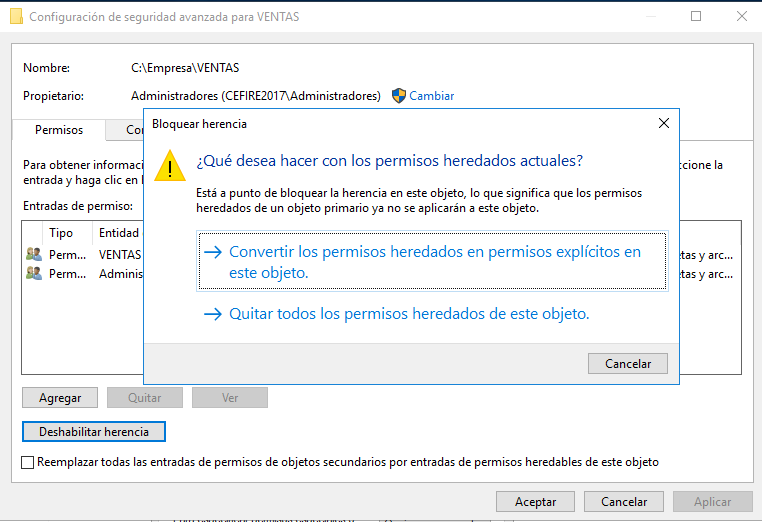 Configuración de seguridad avanzada para VENTAS
Nombre: C:\Empresa\VENTAS
Propietario: Administradores (CEFIRE2017\Administradores) Cambiar
Permisos
Bloquear herencia
¿Qué desea hacer con los permisos heredados actuales?
Está a punto de bloquear la herencia en este objeto, lo que significa que los permisos
heredados de un objeto primario ya no se aplicarán a este objeto.
Convertir los permisos heredados en permisos explícitos en
este objeto.
Quitar todos los permisos heredados de este objeto.
Cancelar
Para obtener informaci
ccione la
entrada y haga clic en
Entradas de permiso:
Tipo Entidad
Perm... VENTAS etas y arc...
Perm... Adminis etas y arc...
Agregar Quitar Ver
Deshabilitar herencia
Reemplazar todas las entradas de permisos de objetos secundarios por entradas de permisos heredables de este objeto
Aceptar Cancelar Aplicar